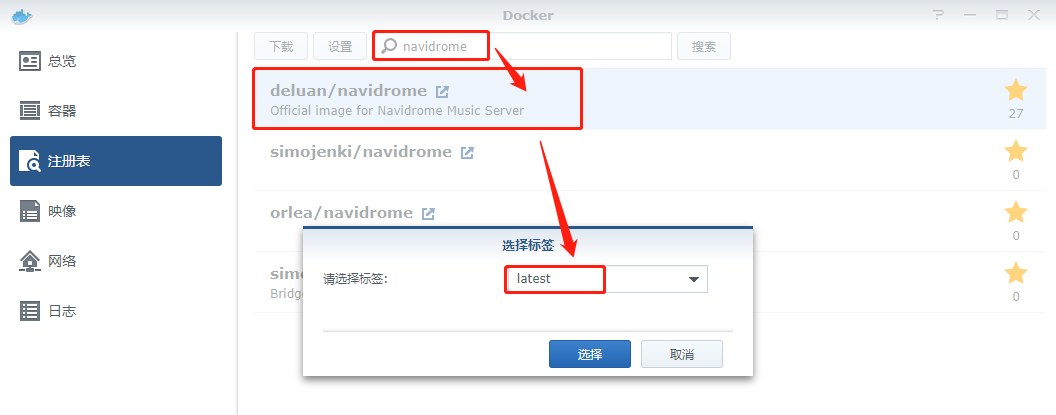 Docker
总览
容器
注册表
映像
网络
日志
下载 设置 navidrome 搜索
deluan/navidrome
Official image for Navidrome Music Server
27
simojenki/navidrome
0
orlea/navidrome
0
simo
Bridge
0
选择标签
请选择标签:
latest
选择 取消